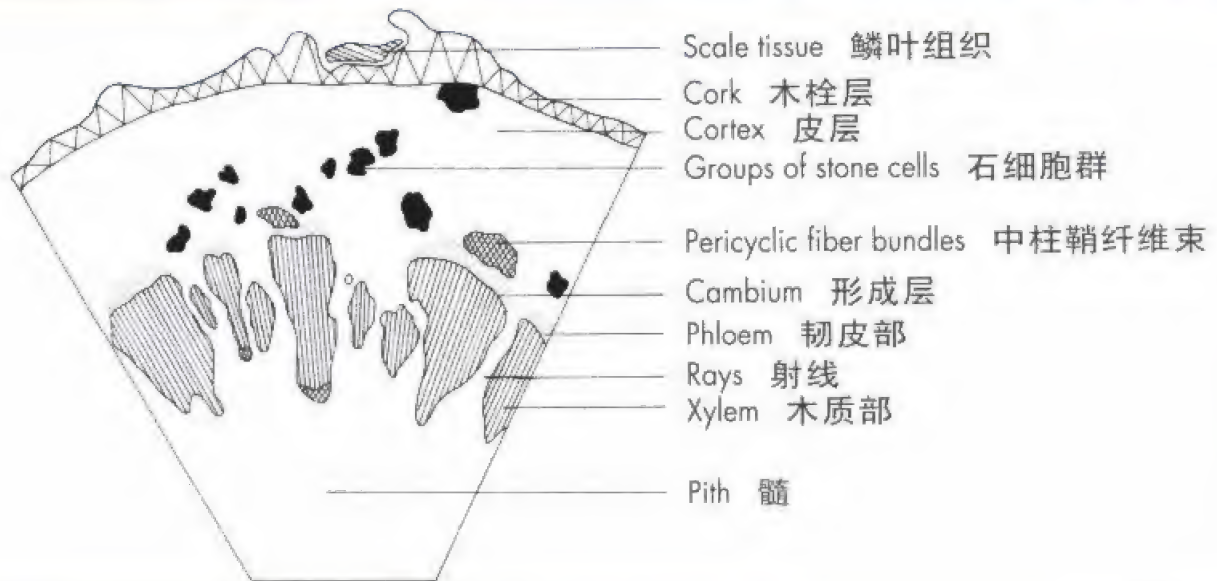 Scale tissue 鳞叶组织
Cork 木栓层
Cortex 皮层
Groups of stone cells 石细胞群
Pericyclic fiber bundles 中柱鞘纤维束
Cambium 形成层
Phloem 韧皮部
Rays 射线
Xylem 木质部
Pith 髓